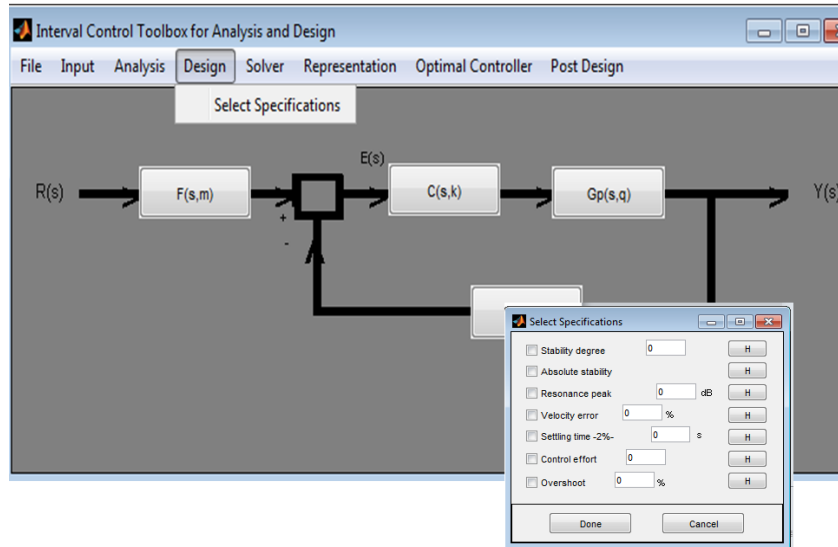 Interval Control Toolbox for Analysis and Design
File Input Analysis Design Solver Representation Optimal Controller Post Design
Select Specifications
R(s)
F(s,m)
+
-
E(s)
C(s,k)
Gp(s,q)
Y(s)
Select Specifications
Stability degree 0 H
Absolute stability H
Resonance peak 0 dB H
Velocity error 0 % H
Settling time -2%- 0 s H
Control effort 0 H
Overshoot 0 % H
Done Cancel